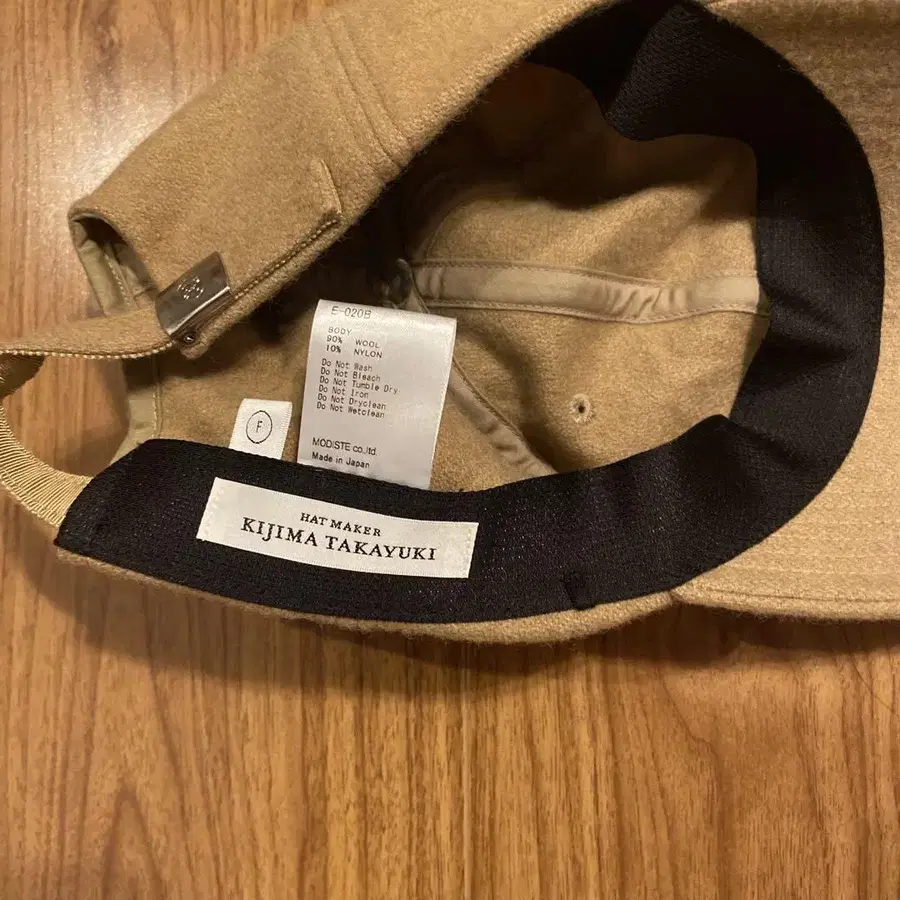 E-020B
BODY
90% WOOL
10% NYLON
Do Not Wash
Do Not Bleach
Do Not Tumble Dry
Do Not Iron
Do Not Dryclean
Do Not Wetclean
MODISTE co.,ltd.
Made in Japan
F
HAT MAKER
KIJIMA TAKAYUKI